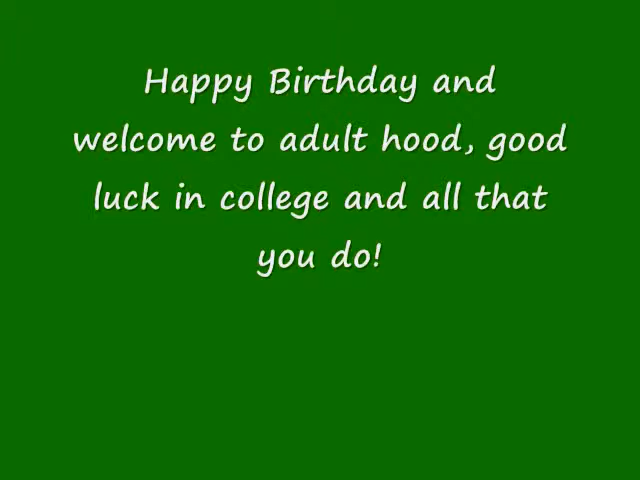 Happy Birthday and
welcome to adult hood, good
luck in college and all that
you do!